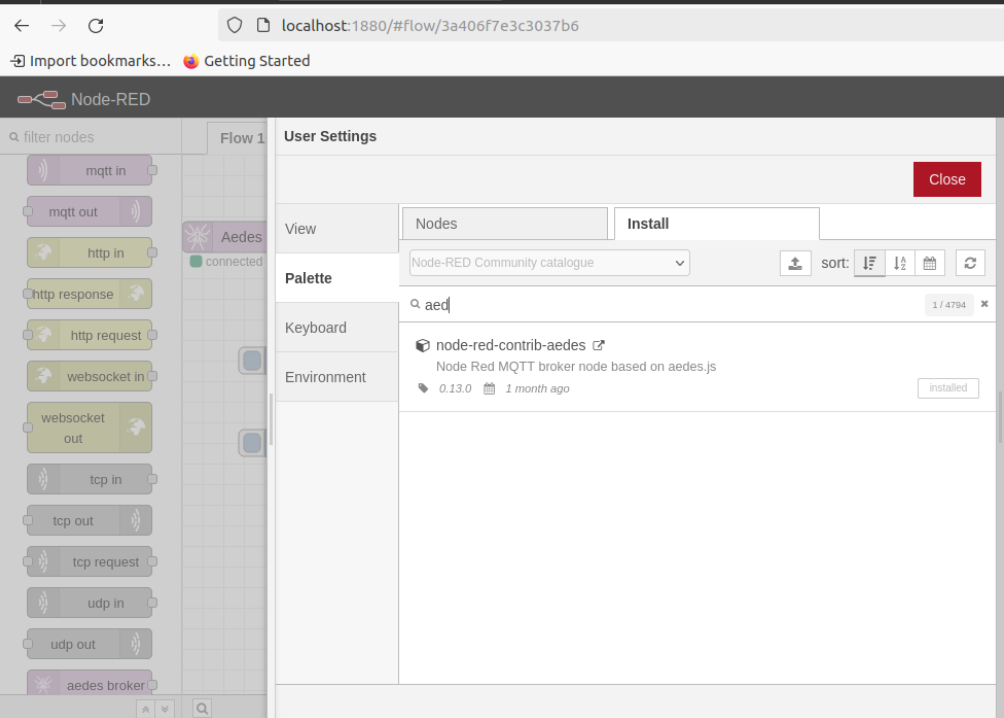 localhost:1880/#flow/3a406f7e3c3037b6
Import bookmarks... Getting Started
Node-RED
filter nodes
Flow 1
mqtt in
mqtt out
http in
http response
http request
websocket in
websocket
out
tcp in
tcp out
tcp request
udp in
udp out
aedes broker
Aedes
connected
User Settings
Close
View
Palette
Keyboard
Environment
Nodes
Install
Node-RED Community catalogue
sort:
aed
1 / 4794
node-red-contrib-aedes
Node Red MQTT broker node based on aedes.js
0.13.0 1 month ago
installed